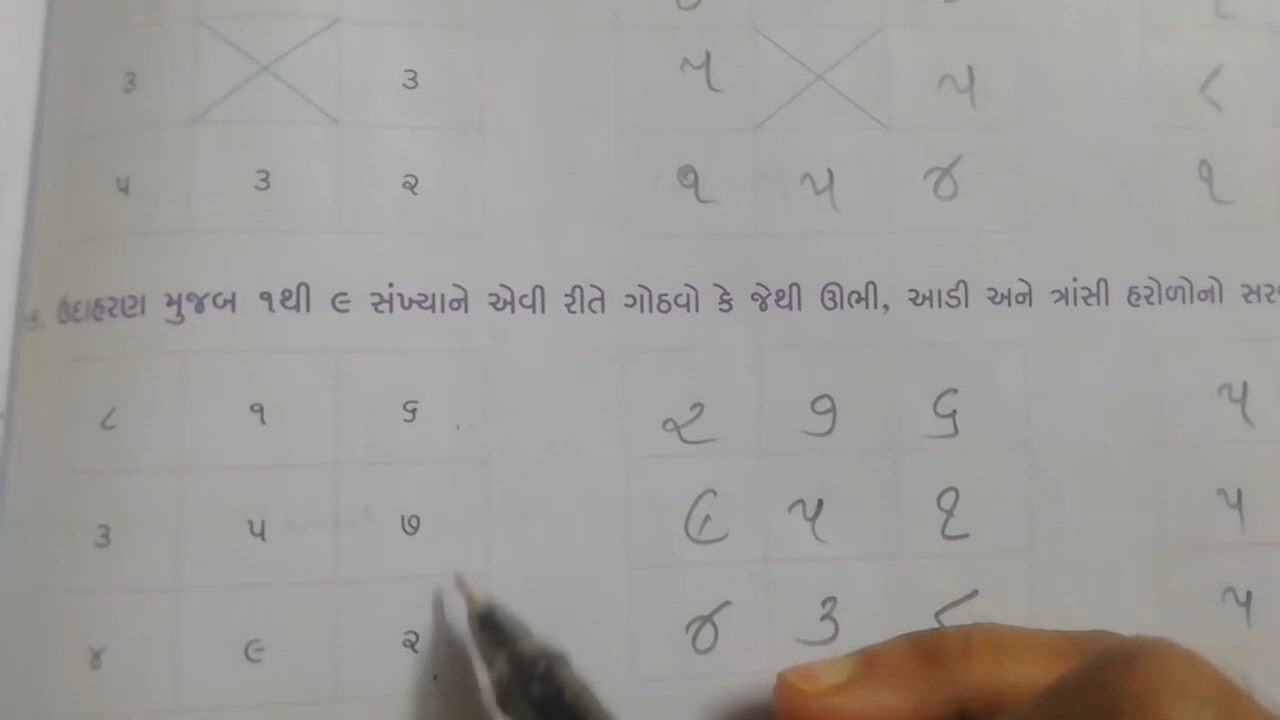 ૩ ૩ ૫ ૫ ૮
૫ ૩ ૨ ૧ ૫ ૪ ૧
ઉદાહરણ મુજબ ૧થી ૯ સંખ્યાને એવી રીતે ગોઠવો કે જેથી ઊભી, આડી અને ત્રાંસી હરોળોનો
૮ ૧ ૬ ૨ ૭ ૬ ૫
૩ ૫ ૭ ૯ ૫ ૧ ૫
૪ ૯ ૨ ૪ ૩ ૮ ૫